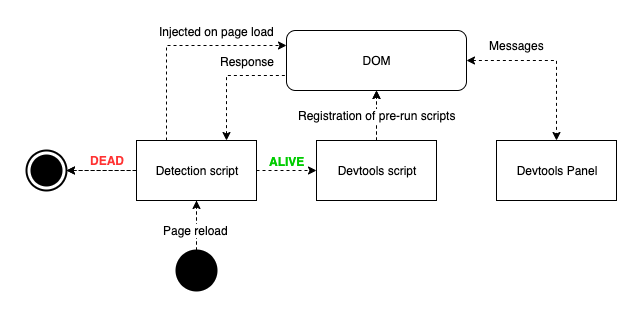 Injected on page load
Response
DOM
Messages
Registration of pre-run scripts
DEAD
Detection script
ALIVE
Devtools script
Devtools Panel
Page reload